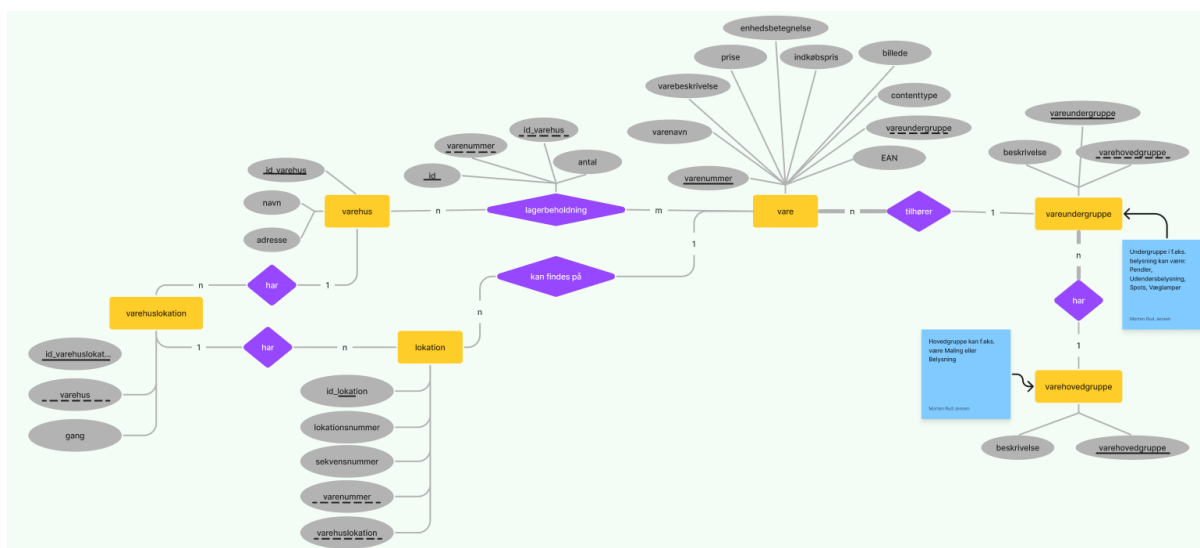 enhedsbetegnelse
prise
indkøbspris
billede
varebeskrivelse
contenttype
varenavn
vareundergruppe
EAN
varenummer
vareundergruppe
beskrivelse
varehovedgruppe
id_varehus
varenummer
antal
id
id_varehus
navn
adresse
varehus
n
lagerbeholdning
m
vare
n
tilhører
1
vareundergruppe
n
har
1
kan findes på
1
n
varehuslokation
1
har
n
lokation
id_varehuslokat...
varehus
gang
id_lokation
lokationsnummer
sekvensnummer
varenummer
varehuslokation
Undergruppe i f.eks.
belysning kan være:
Pendler,
Udendørsbelysning,
Spots, Væglamper
Morten Rud Jensen
n
har
1
Hovedgruppe kan f.eks.
være Maling eller
Belysning
Morten Rud Jensen
varehovedgruppe
beskrivelse
varehovedgruppe